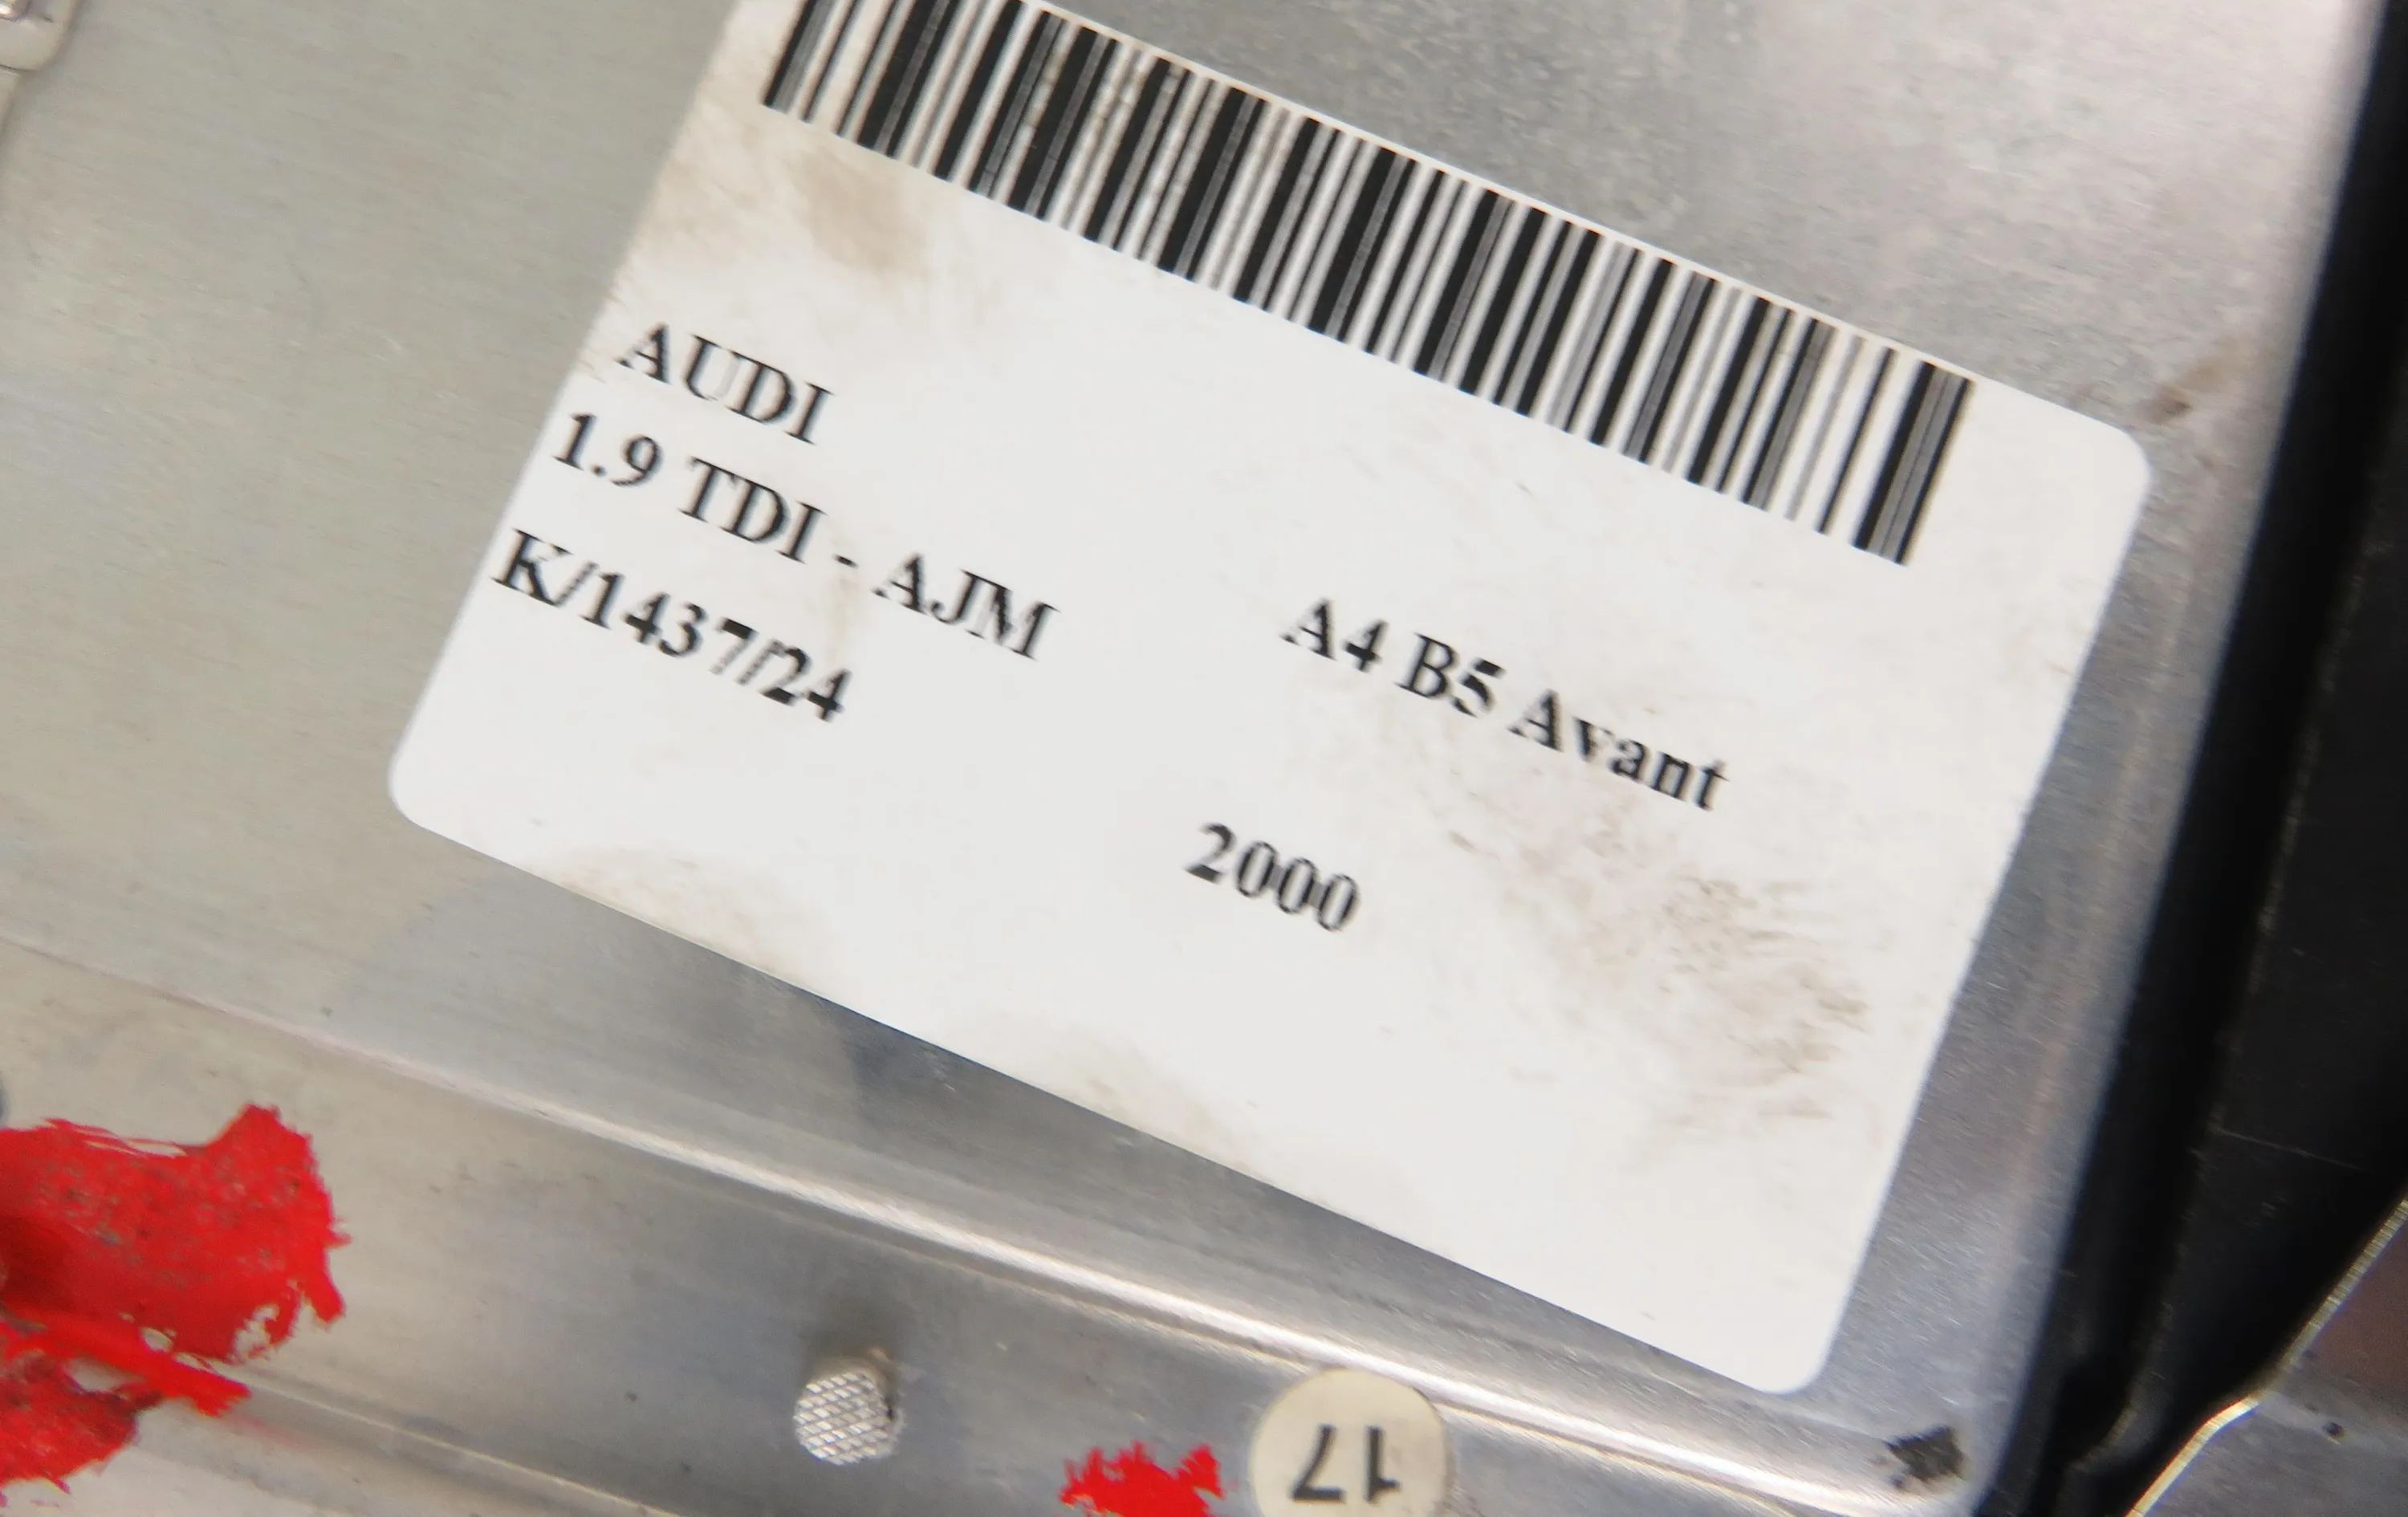 AUDI
1.9 TDI - AJM A4 B5 Avant
K/1437/24 2000
17